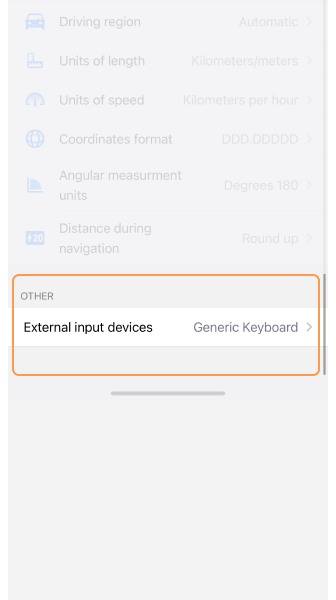 Driving region Automatic
Units of length Kilometers/meters
Units of speed Kilometers per hour
Coordinates format DDD.DDDDD
Angular measurment
units Degrees 180
Distance during
navigation Round up
OTHER
External input devices Generic Keyboard